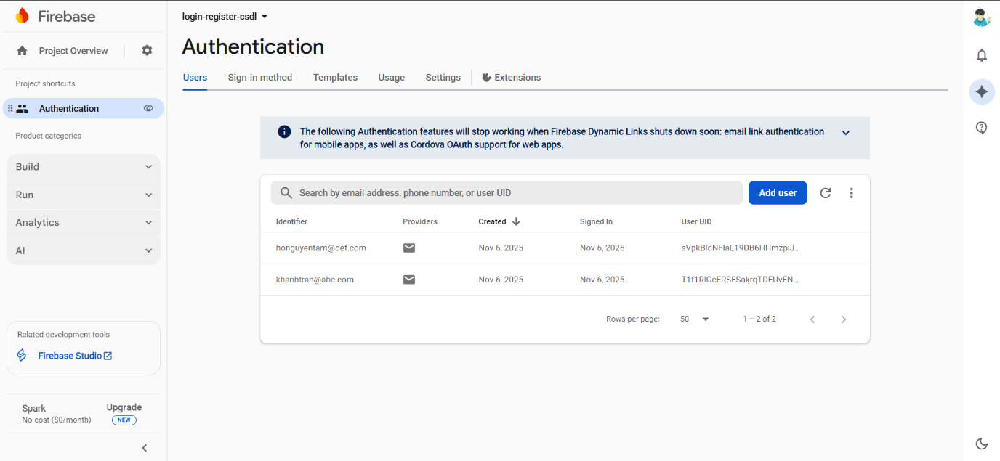 Firebase
Project Overview
Project shortcuts
Authentication
Product categories
Build
Run
Analytics
AI
Related development tools
Firebase Studio
Spark
No-cost ($0/month)
Upgrade
NEW
login-register-csdl
Authentication
Users Sign-in method Templates Usage Settings Extensions
The following Authentication features will stop working when Firebase Dynamic Links shuts down soon: email link authentication
for mobile apps, as well as Cordova OAuth support for web apps.
Search by email address, phone number, or user UID Add user
Identifier Providers Created Signed In User UID
honguyentam@def.com Nov 6, 2025 Nov 6, 2025 sVpkBldNFlaL19DB6HHmzpiJ...
khanhtran@abc.com Nov 6, 2025 Nov 6, 2025 T1f1RlGcFRSFSakrqTDEUvFN...
Rows per page: 50 1 – 2 of 2